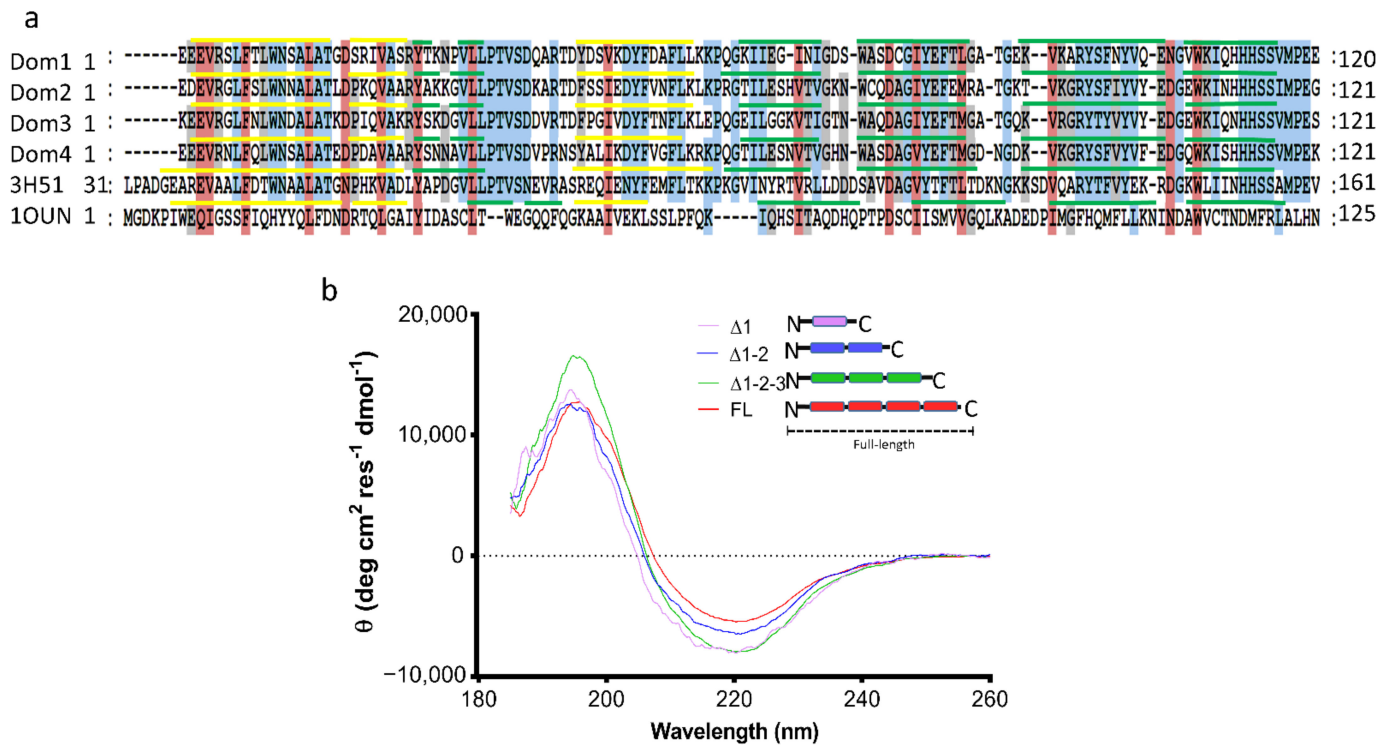 a
Dom1 1 : ------EEEVRSLFTLWNSALATGDSRIVASRYTKNPVLLPTVSDQARTDYDSVKDYFDAFLLKKPQGKIIEG-INIGDS-WASDCGIYEFTLGA-TGEK--VKARYSFNYVQ-ENGVWKIQHHHSSVMPEE :120
Dom2 1 : ------EDEVRGLFSLWNNALATLDPKQVAARYAKKGVLLPTVSDKARTDFSSIEDYFVNFLKLKPRGTILESHVTVGKN-WCQDAGIYEFEMRA-TGKT--VKGRYSFVYVY-EDGEWKINHHHSSIMPEG :121
Dom3 1 : ------KEEVRGLFNLWNDALATKDPIQVAKRYSKDGVLLPTVSDDVRTDFPGIVDYFTNFLKLEPQGEILGGKVTIGTN-WAQDAGIYEFTMGA-TGQK--VRGRYTYVYVY-EDGEWKIQNHHSSVMPES :121
Dom4 1 : ------EEEVRNLFQLWNSALATEDPDAVAARYSNNAVLLPTVSDVPRNSYALIKDYFVGFLKRKPQGTILESNVTVGHN-WASDAGVYEFTMGD-NGDK--VKGRYSFVYVF-EDGQWKISHHHSSVMPEK :121
3H51 31: LPADGEAREVAALFDTWNAALATGNPHKVADLYAPDGVLLPTVSNEVRASREQIENYFEMFLTKKPKGVINYRTVRLLDDDSAVDAGVYTFTLTDKNGKKSDVQARYTFVYEK-RDGKWLIINHHSSAMPEV :161
1OUN 1 : MGDKPIWEQIGSSFIQHYYQLFDNDRTQLGAIYIDASCLT--WEGQQFQGKAAIVEKLSSLPFQK-----IQHSITAQDHQPTPDSCIISMVVGQLKADEDPIMGFHQMFLLKNINDAWVCTNDMFRLALHN :125
b
20,000
10,000
0
−10,000
180
200
220
240
260
θ (deg cm² res⁻¹ dmol⁻¹)
Wavelength (nm)
Δ1 N C
Δ1-2 N C
Δ1-2-3 N C
FL N C
Full-length